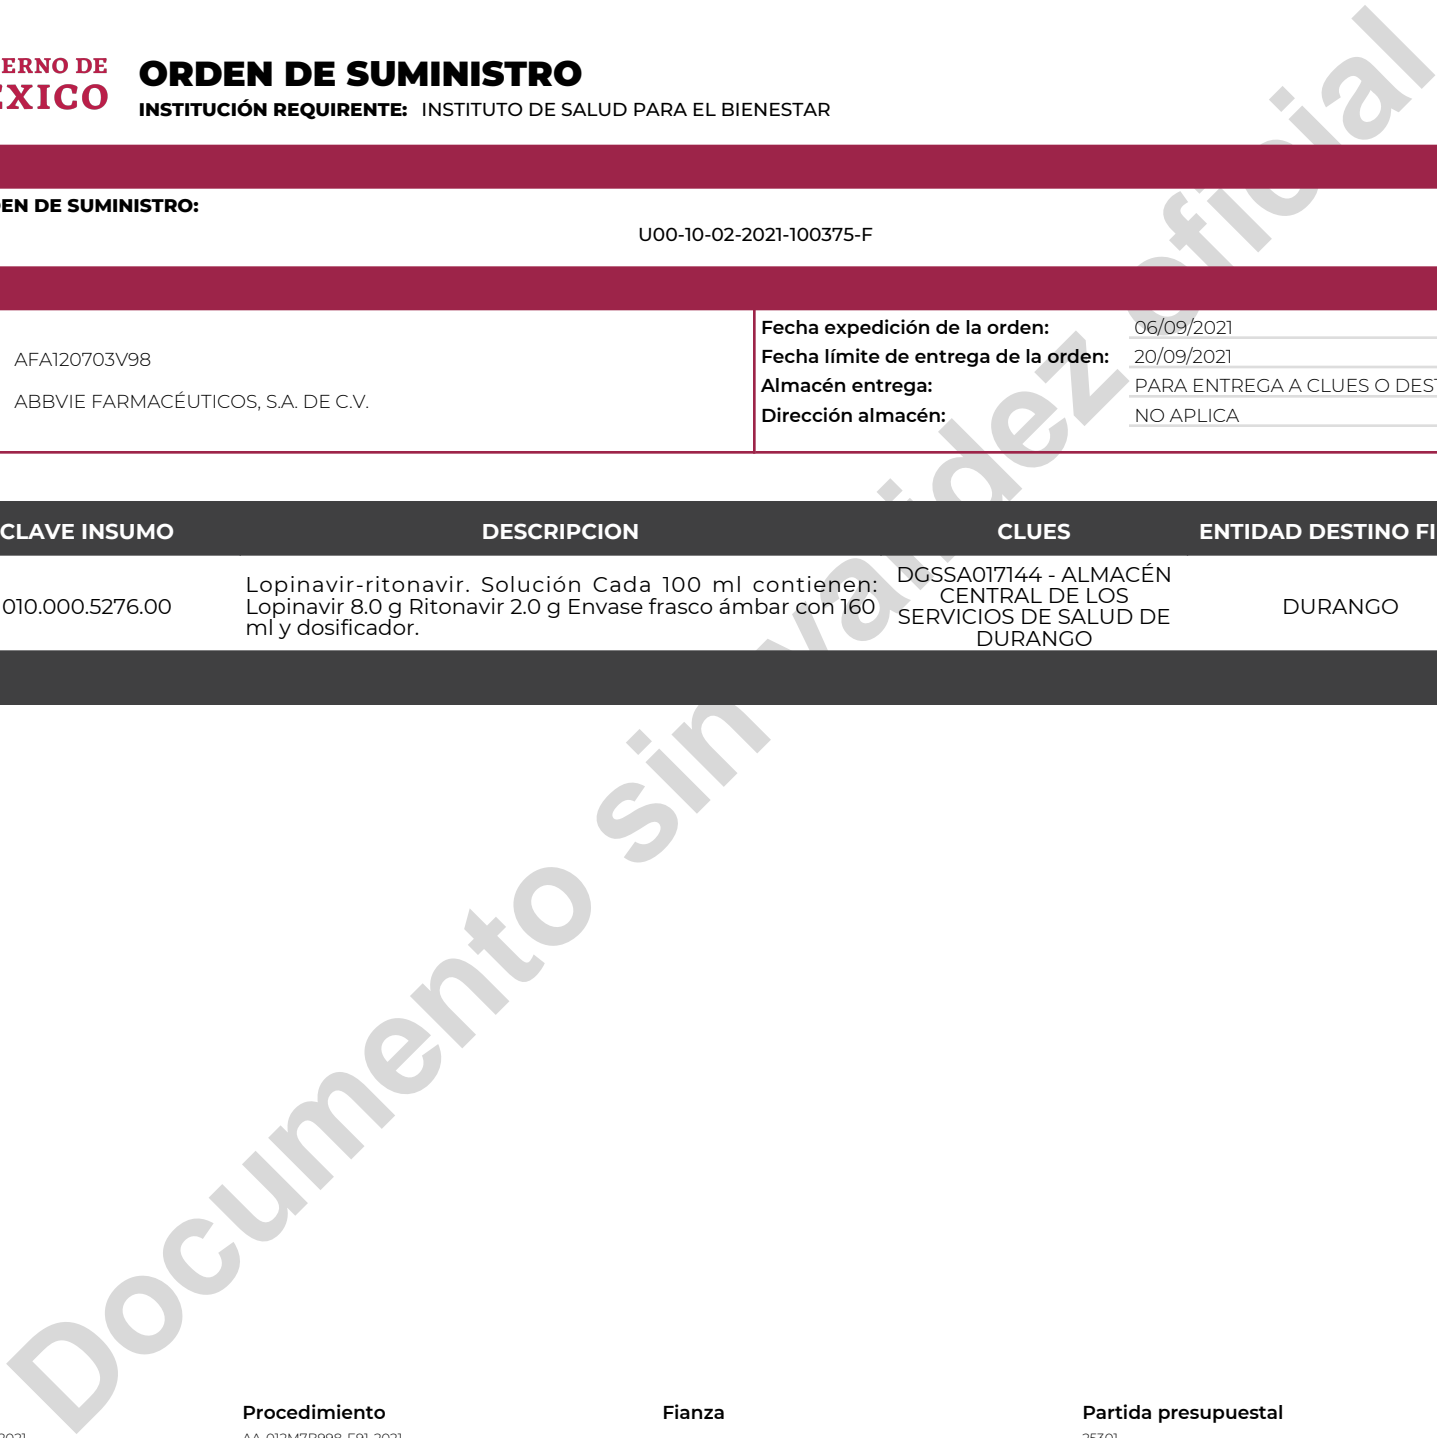 ERNO DE
EXICO
ORDEN DE SUMINISTRO
INSTITUCIÓN REQUIRENTE: INSTITUTO DE SALUD PARA EL BIENESTAR
EN DE SUMINISTRO:
U00-10-02-2021-100375-F
AFA120703V98
ABBVIE FARMACÉUTICOS, S.A. DE C.V.
Fecha expedición de la orden: 06/09/2021
Fecha límite de entrega de la orden: 20/09/2021
Almacén entrega: PARA ENTREGA A CLUES O DEST
Dirección almacén: NO APLICA
CLAVE INSUMO DESCRIPCION CLUES ENTIDAD DESTINO FI
010.000.5276.00
Lopinavir-ritonavir. Solución Cada 100 ml contienen:
Lopinavir 8.0 g Ritonavir 2.0 g Envase frasco ámbar con 160
ml y dosificador.
DGSSA017144 - ALMACÉN
CENTRAL DE LOS
SERVICIOS DE SALUD DE
DURANGO
DURANGO
Documento sin validez oficial
Procedimiento Fianza Partida presupuestal